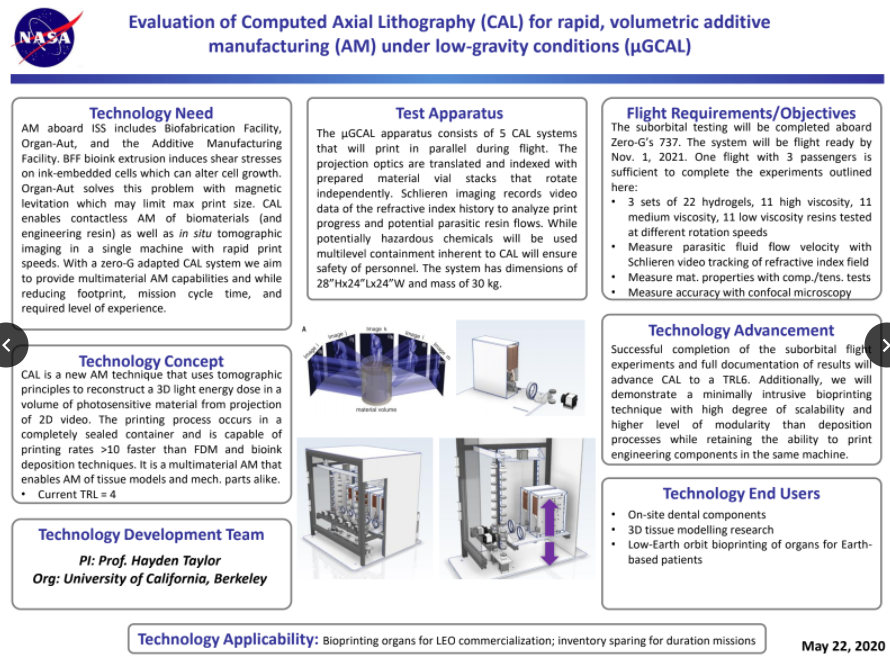 NASA
Evaluation of Computed Axial Lithography (CAL) for rapid, volumetric additive
manufacturing (AM) under low-gravity conditions (µGCAL)
Technology Need
AM aboard ISS includes Biofabrication Facility,
Organ-Aut, and the Additive Manufacturing
Facility. BFF bioink extrusion induces shear stresses
on ink-embedded cells which can alter cell growth.
Organ-Aut solves this problem with magnetic
levitation which may limit max print size. CAL
enables contactless AM of biomaterials (and
engineering resin) as well as in situ tomographic
imaging in a single machine with rapid print
speeds. With a zero-G adapted CAL system we aim
to provide multimaterial AM capabilities and while
reducing footprint, mission cycle time, and
required level of experience.
Technology Concept
CAL is a new AM technique that uses tomographic
principles to reconstruct a 3D light energy dose in a
volume of photosensitive material from projection
of 2D video. The printing process occurs in a
completely sealed container and is capable of
printing rates >10 faster than FDM and bioink
deposition techniques. It is a multimaterial AM that
enables AM of tissue models and mech. parts alike.
• Current TRL = 4
Technology Development Team
PI: Prof. Hayden Taylor
Org: University of California, Berkeley
Test Apparatus
The µGCAL apparatus consists of 5 CAL systems
that will print in parallel during flight. The
projection optics are translated and indexed with
prepared material vial stacks that rotate
independently. Schlieren imaging records video
data of the refractive index history to analyze print
progress and potential parasitic resin flows. While
potentially hazardous chemicals will be used
multilevel containment inherent to CAL will ensure
safety of personnel. The system has dimensions of
28”Hx24”Lx24”W and mass of 30 kg.
A
Image i
Image j
Image k
Image l
Image m
material volume
Flight Requirements/Objectives
The suborbital testing will be completed aboard
Zero-G’s 737. The system will be flight ready by
Nov. 1, 2021. One flight with 3 passengers is
sufficient to complete the experiments outlined
here:
• 3 sets of 22 hydrogels, 11 high viscosity, 11
medium viscosity, 11 low viscosity resins tested
at different rotation speeds
• Measure parasitic fluid flow velocity with
Schlieren video tracking of refractive index field
• Measure mat. properties with comp./tens. tests
• Measure accuracy with confocal microscopy
Technology Advancement
Successful completion of the suborbital flight
experiments and full documentation of results will
advance CAL to a TRL6. Additionally, we will
demonstrate a minimally intrusive bioprinting
technique with high degree of scalability and
higher level of modularity than deposition
processes while retaining the ability to print
engineering components in the same machine.
Technology End Users
• On-site dental components
• 3D tissue modelling research
• Low-Earth orbit bioprinting of organs for Earth-
based patients
Technology Applicability: Bioprinting organs for LEO commercialization; inventory sparing for duration missions
May 22, 2020